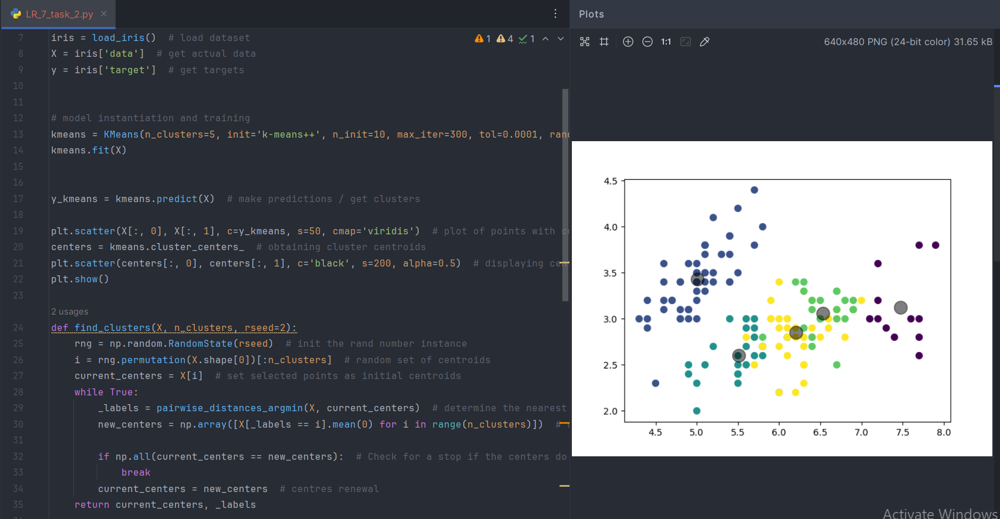 LR_7_task_2.py
Plots
1 4 1
1:1
640x480 PNG (24-bit color) 31.65 kB
7 iris = load_iris()  # load dataset
8 X = iris['data']  # get actual data
9 y = iris['target']  # get targets
10
11
12 # model instantiation and training
13 kmeans = KMeans(n_clusters=5, init='k-means++', n_init=10, max_iter=300, tol=0.0001, ran
14 kmeans.fit(X)
15
16
17 y_kmeans = kmeans.predict(X)  # make predictions / get clusters
18
19 plt.scatter(X[:, 0], X[:, 1], c=y_kmeans, s=50, cmap='viridis')  # plot of points with c
20 centers = kmeans.cluster_centers_  # obtaining cluster centroids
21 plt.scatter(centers[:, 0], centers[:, 1], c='black', s=200, alpha=0.5)  # displaying cen
22 plt.show()
23
2 usages
24 def find_clusters(X, n_clusters, rseed=2):
25 rng = np.random.RandomState(rseed)  # init the rand number instance
26 i = rng.permutation(X.shape[0])[:n_clusters]  # random set of centroids
27 current_centers = X[i]  # set selected points as initial centroids
28 while True:
29 _labels = pairwise_distances_argmin(X, current_centers)  # determine the nearest
30 new_centers = np.array([X[_labels == i].mean(0) for i in range(n_clusters)])  #
31
32 if np.all(current_centers == new_centers):  # Check for a stop if the centers do
33 break
34 current_centers = new_centers  # centres renewal
35 return current_centers, _labels
4.5
4.0
3.5
3.0
2.5
2.0
4.5 5.0 5.5 6.0 6.5 7.0 7.5 8.0
Activate Windows